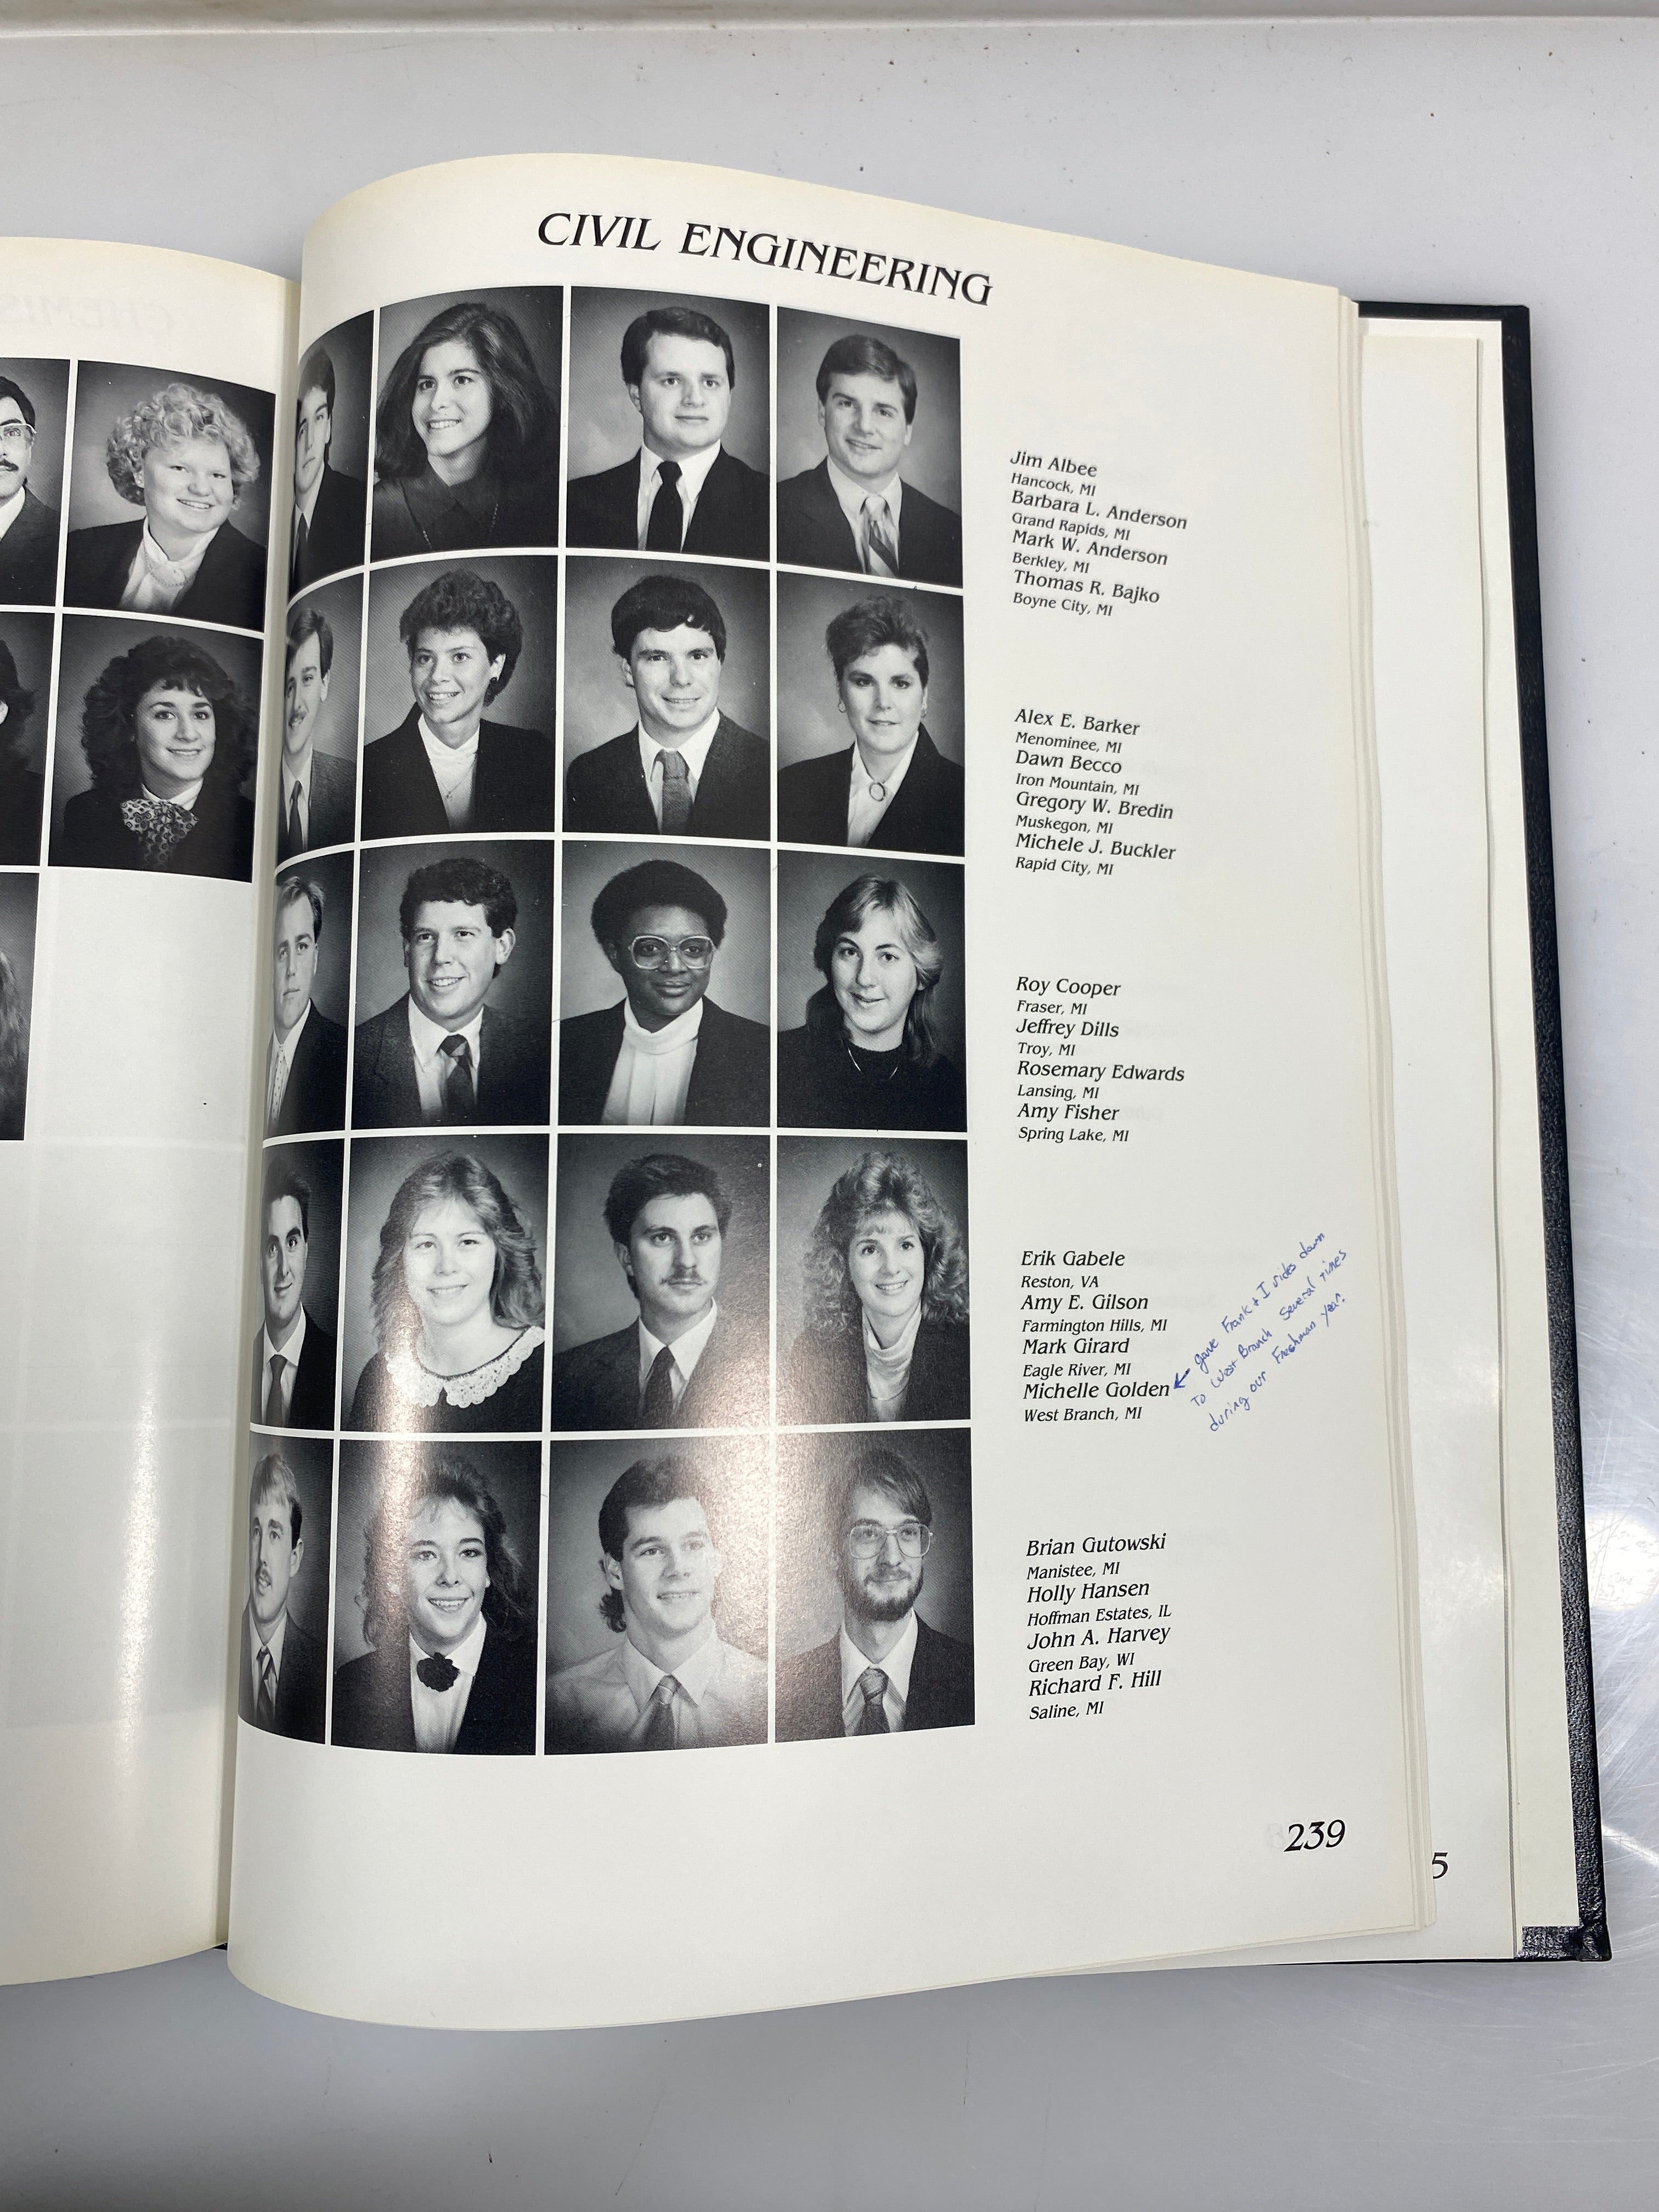 CHEMIS
CIVIL ENGINEERING
Jim Albee
Hancock, MI
Barbara L. Anderson
Grand Rapids, MI
Mark W. Anderson
Berkley, MI
Thomas R. Bajko
Boyne City, MI
Alex E. Barker
Menominee, MI
Dawn Becco
Iron Mountain, MI
Gregory W. Bredin
Muskegon, MI
Michele J. Buckler
Rapid City, MI
Roy Cooper
Fraser, MI
Jeffrey Dills
Troy, MI
Rosemary Edwards
Lansing, MI
Amy Fisher
Spring Lake, MI
Erik Gabele
Reston, VA
Amy E. Gilson
Farmington Hills, MI
Mark Girard
Eagle River, MI
Michelle Golden
West Branch, MI
gave Frank & I rides down
to West Branch several times
during our Freshman year.
Brian Gutowski
Manistee, MI
Holly Hansen
Hoffman Estates, IL
John A. Harvey
Green Bay, WI
Richard F. Hill
Saline, MI
239
5